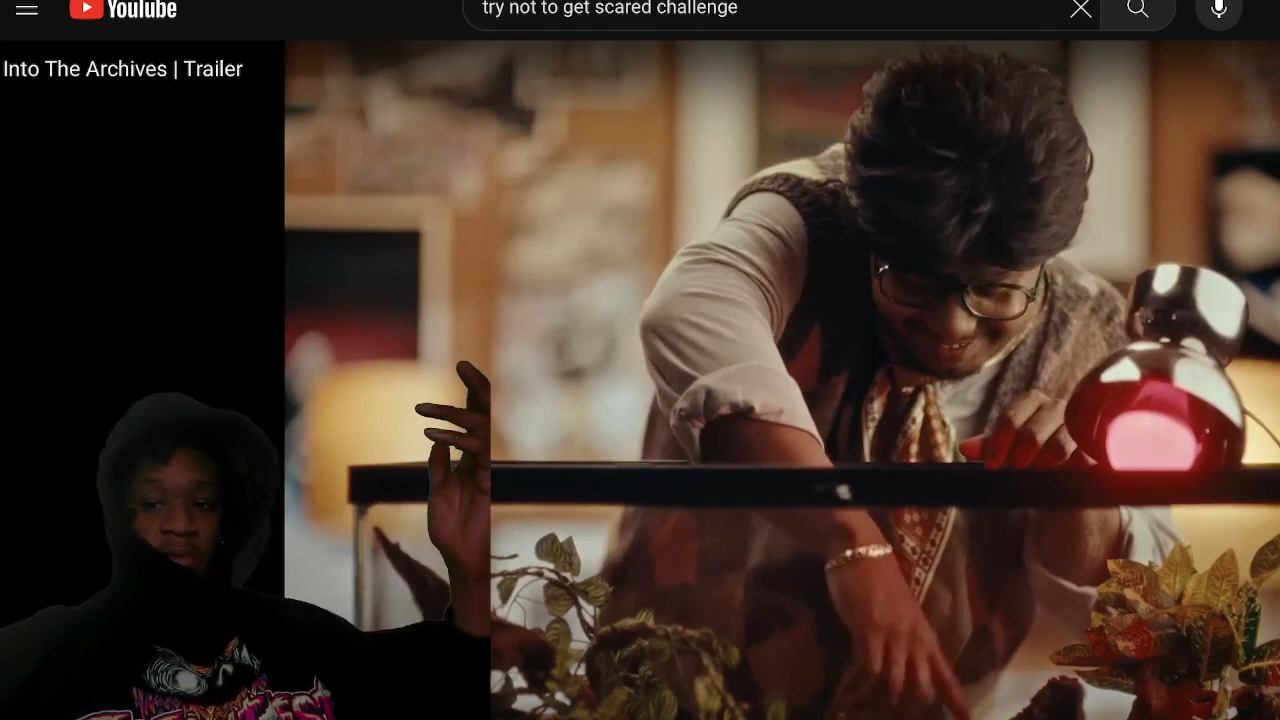 YouTube
try not to get scared challenge
Into The Archives | Trailer